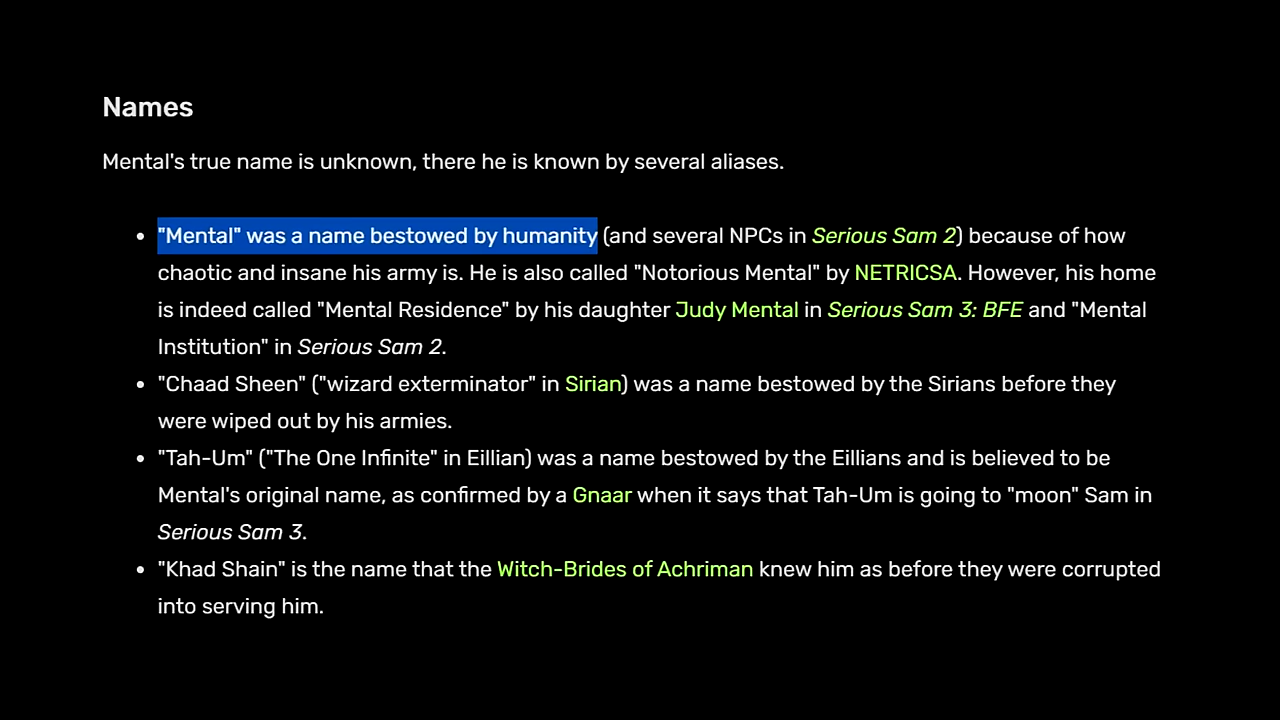 Names
Mental's true name is unknown, there he is known by several aliases.
"Mental" was a name bestowed by humanity (and several NPCs in Serious Sam 2) because of how
chaotic and insane his army is. He is also called "Notorious Mental" by NETRICSA. However, his home
is indeed called "Mental Residence" by his daughter Judy Mental in Serious Sam 3: BFE and "Mental
Institution" in Serious Sam 2.
"Chaad Sheen" ("wizard exterminator" in Sirian) was a name bestowed by the Sirians before they
were wiped out by his armies.
"Tah-Um" ("The One Infinite" in Eillian) was a name bestowed by the Eillians and is believed to be
Mental's original name, as confirmed by a Gnaar when it says that Tah-Um is going to "moon" Sam in
Serious Sam 3.
"Khad Shain" is the name that the Witch-Brides of Achriman knew him as before they were corrupted
into serving him.